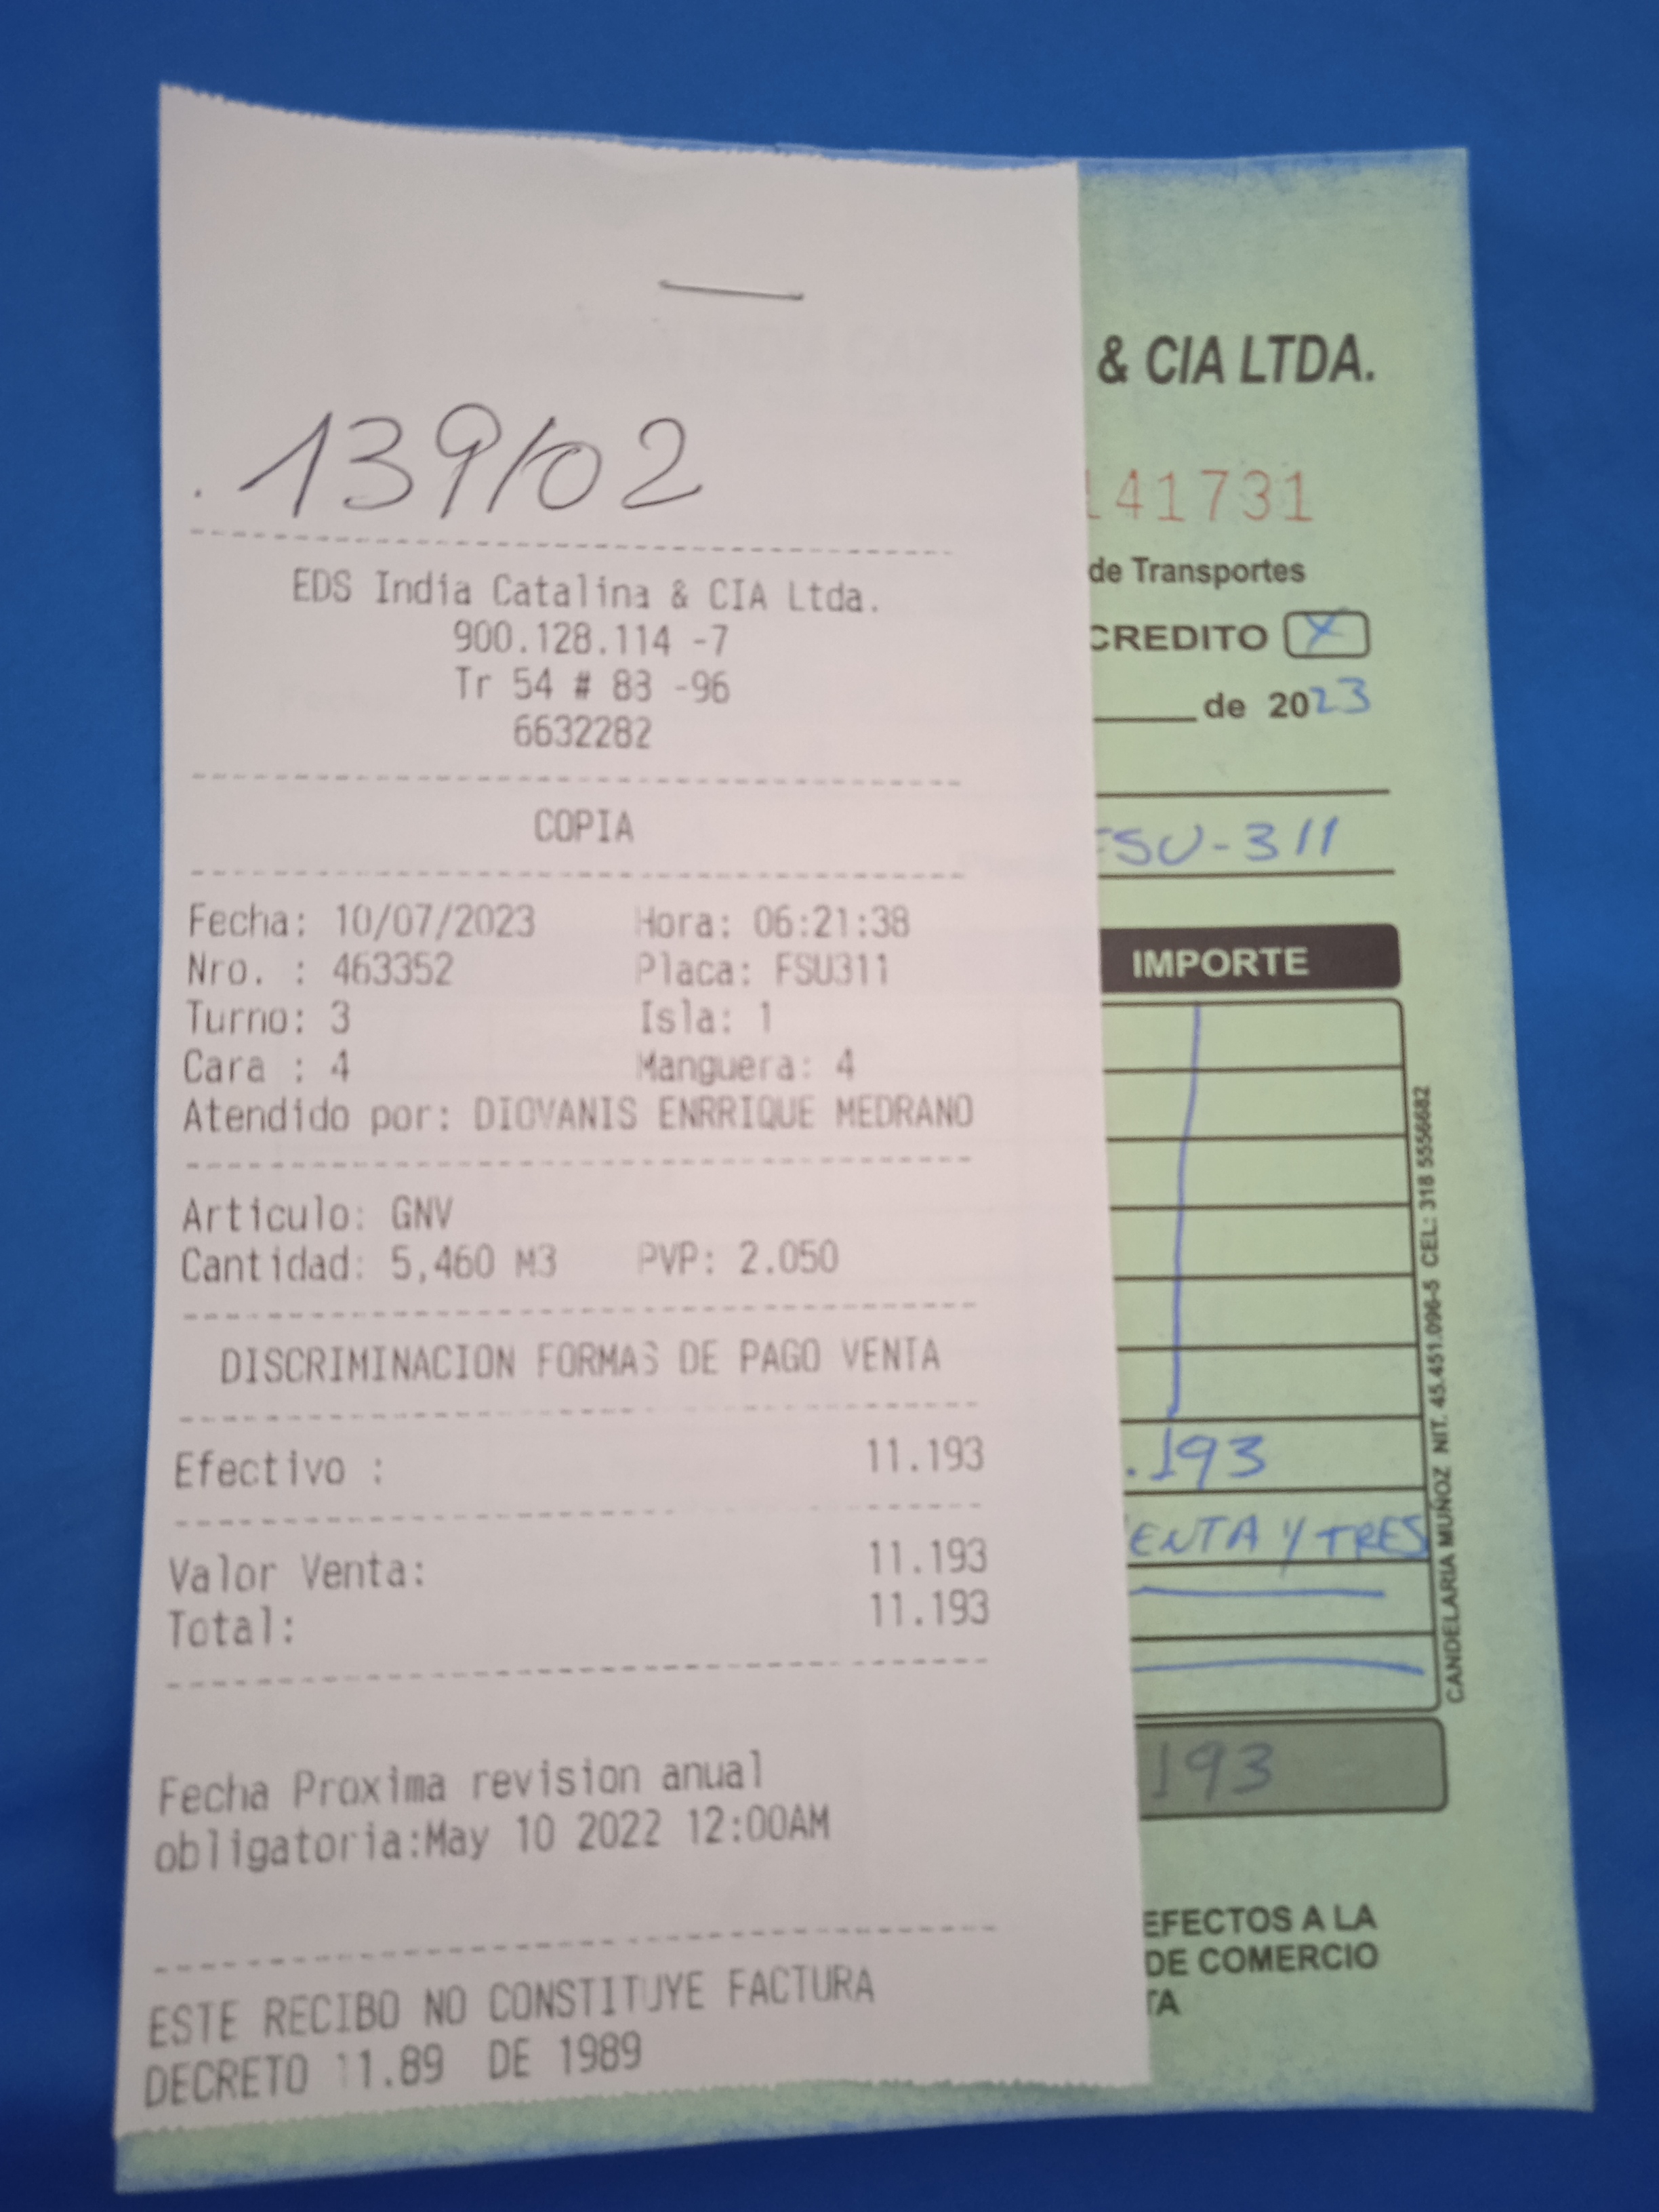 . 139/02
EDS India Catalina & CIA Ltda.
900.128.114 -7
Tr 54 # 83 -96
6632282
COPIA
Fecha: 10/07/2023 Hora: 06:21:38
Nro. : 463352 Placa: FSU311
Turno: 3 Isla: 1
Cara : 4 Manguera: 4
Atendido por: DIOVANIS ENRRIQUE MEDRANO
Articulo: GNV
Cantidad: 5,460 M3 PVP: 2.050
DISCRIMINACION FORMAS DE PAGO VENTA
Efectivo : 11.193
Valor Venta: 11.193
Total: 11.193
Fecha Proxima revision anual
obligatoria:May 10 2022 12:00AM
ESTE RECIBO NO CONSTITUYE FACTURA
DECRETO 11.89 DE 1989
& CIA LTDA.
141731
de Transportes
CREDITO X
de 2023
FSU-311
IMPORTE
.193
ENTA Y TRES
193
EFECTOS A LA
DE COMERCIO
TA
CANDELARIA MUÑOZ NIT. 45.451.096-5 CEL: 318 5556682